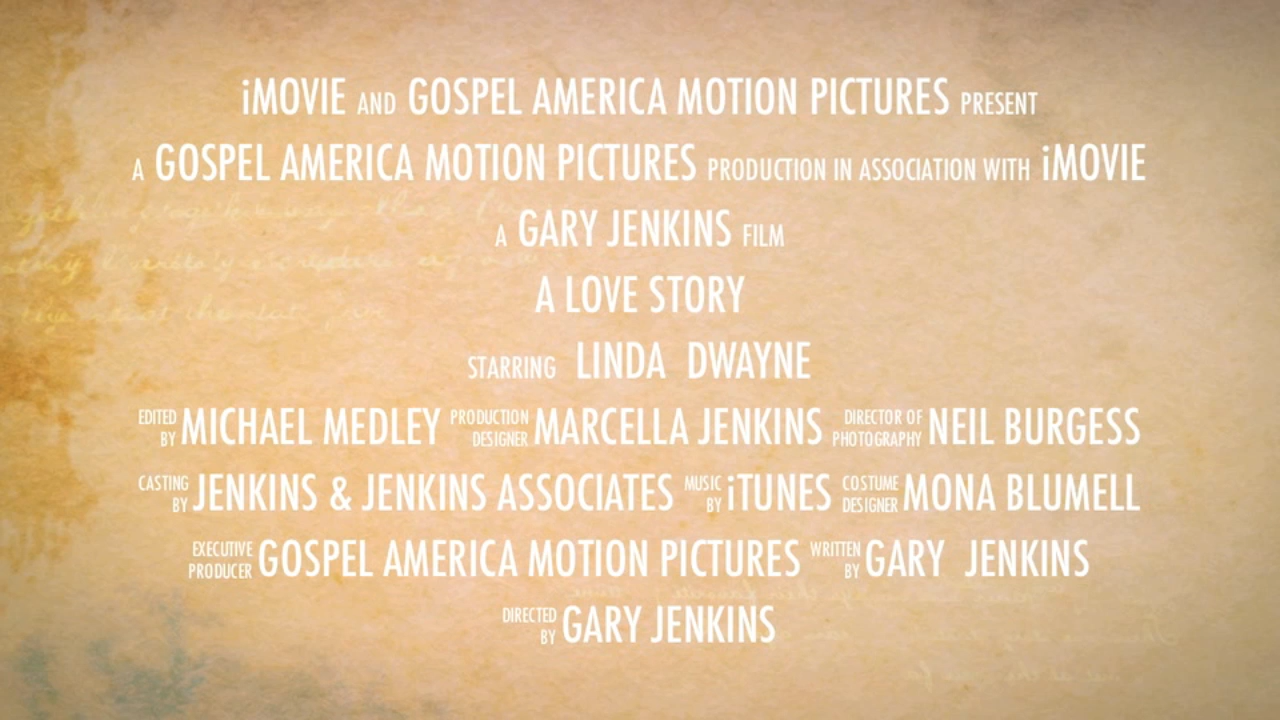 iMOVIE AND GOSPEL AMERICA MOTION PICTURES PRESENT
A GOSPEL AMERICA MOTION PICTURES PRODUCTION IN ASSOCIATION WITH iMOVIE
A GARY JENKINS FILM
A LOVE STORY
STARRING LINDA DWAYNE
EDITED BY MICHAEL MEDLEY PRODUCTION DESIGNER MARCELLA JENKINS DIRECTOR OF PHOTOGRAPHY NEIL BURGESS
CASTING BY JENKINS & JENKINS ASSOCIATES MUSIC BY iTUNES COSTUME DESIGNER MONA BLUMELL
EXECUTIVE PRODUCER GOSPEL AMERICA MOTION PICTURES WRITTEN BY GARY JENKINS
DIRECTED BY GARY JENKINS